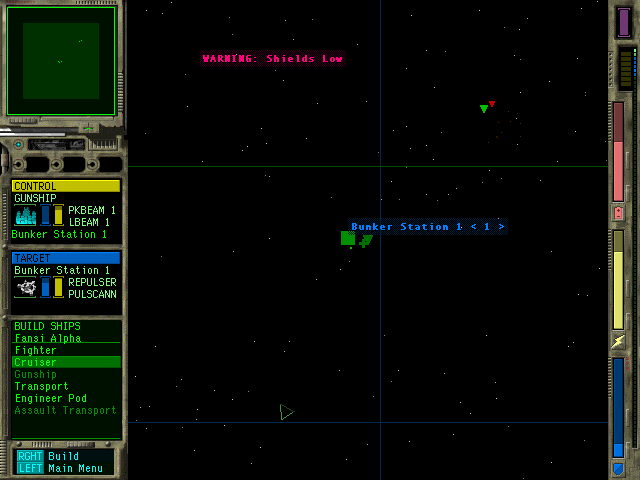 WARNING: Shields Low
CONTROL
GUNSHIP
PKBEAM 1
LBEAM 1
Bunker Station 1
Bunker Station 1 < 1 >
TARGET
Bunker Station 1
REPULSER
PULSCANN
BUILD SHIPS
Fansi Alpha
Fighter
Cruiser
Gunship
Transport
Engineer Pod
Assault Transport
RGHT Build
LEFT Main Menu